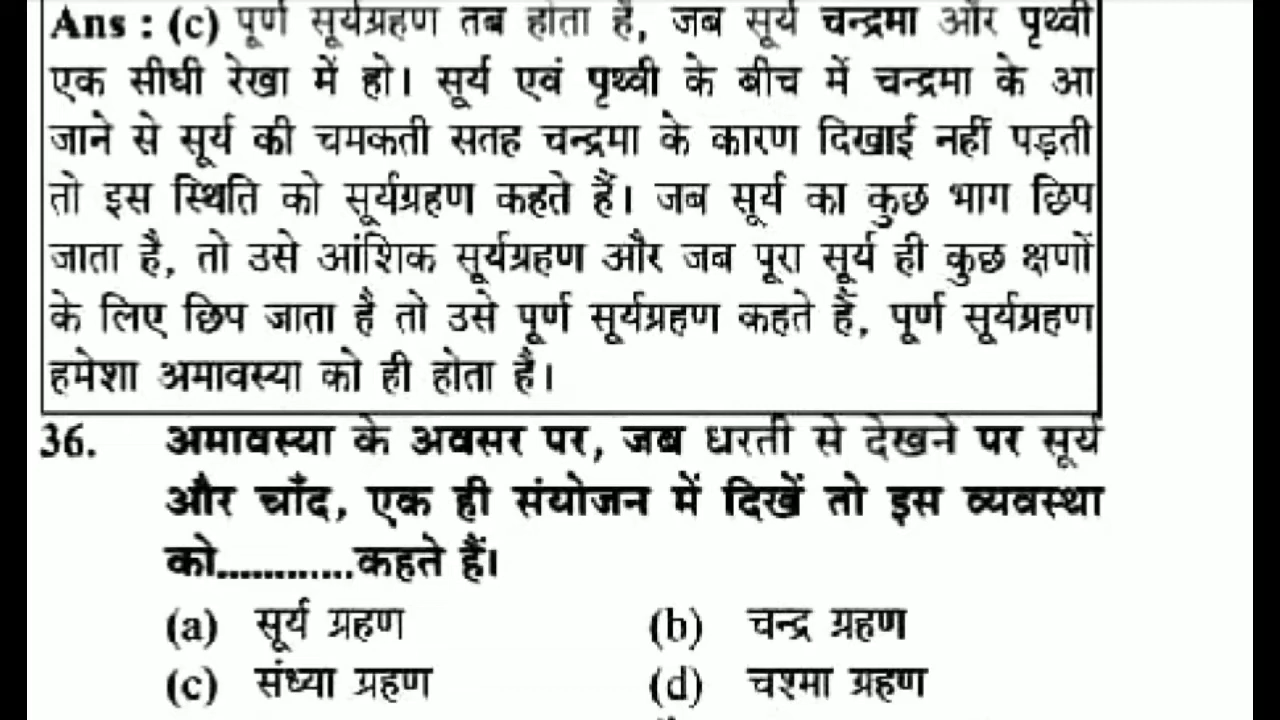 Ans : (c) पूर्ण सूर्यग्रहण तब होता है, जब सूर्य चन्द्रमा और पृथ्वी
एक सीधी रेखा में हो। सूर्य एवं पृथ्वी के बीच में चन्द्रमा के आ
जाने से सूर्य की चमकती सतह चन्द्रमा के कारण दिखाई नहीं पड़ती
तो इस स्थिति को सूर्यग्रहण कहते हैं। जब सूर्य का कुछ भाग छिप
जाता है, तो उसे आंशिक सूर्यग्रहण और जब पूरा सूर्य ही कुछ क्षणों
के लिए छिप जाता है तो उसे पूर्ण सूर्यग्रहण कहते हैं, पूर्ण सूर्यग्रहण
हमेशा अमावस्या को ही होता है।
36. अमावस्या के अवसर पर, जब धरती से देखने पर सूर्य
और चाँद, एक ही संयोजन में दिखें तो इस व्यवस्था
को............कहते हैं।
(a) सूर्य ग्रहण (b) चन्द्र ग्रहण
(c) संध्या ग्रहण (d) चश्मा ग्रहण